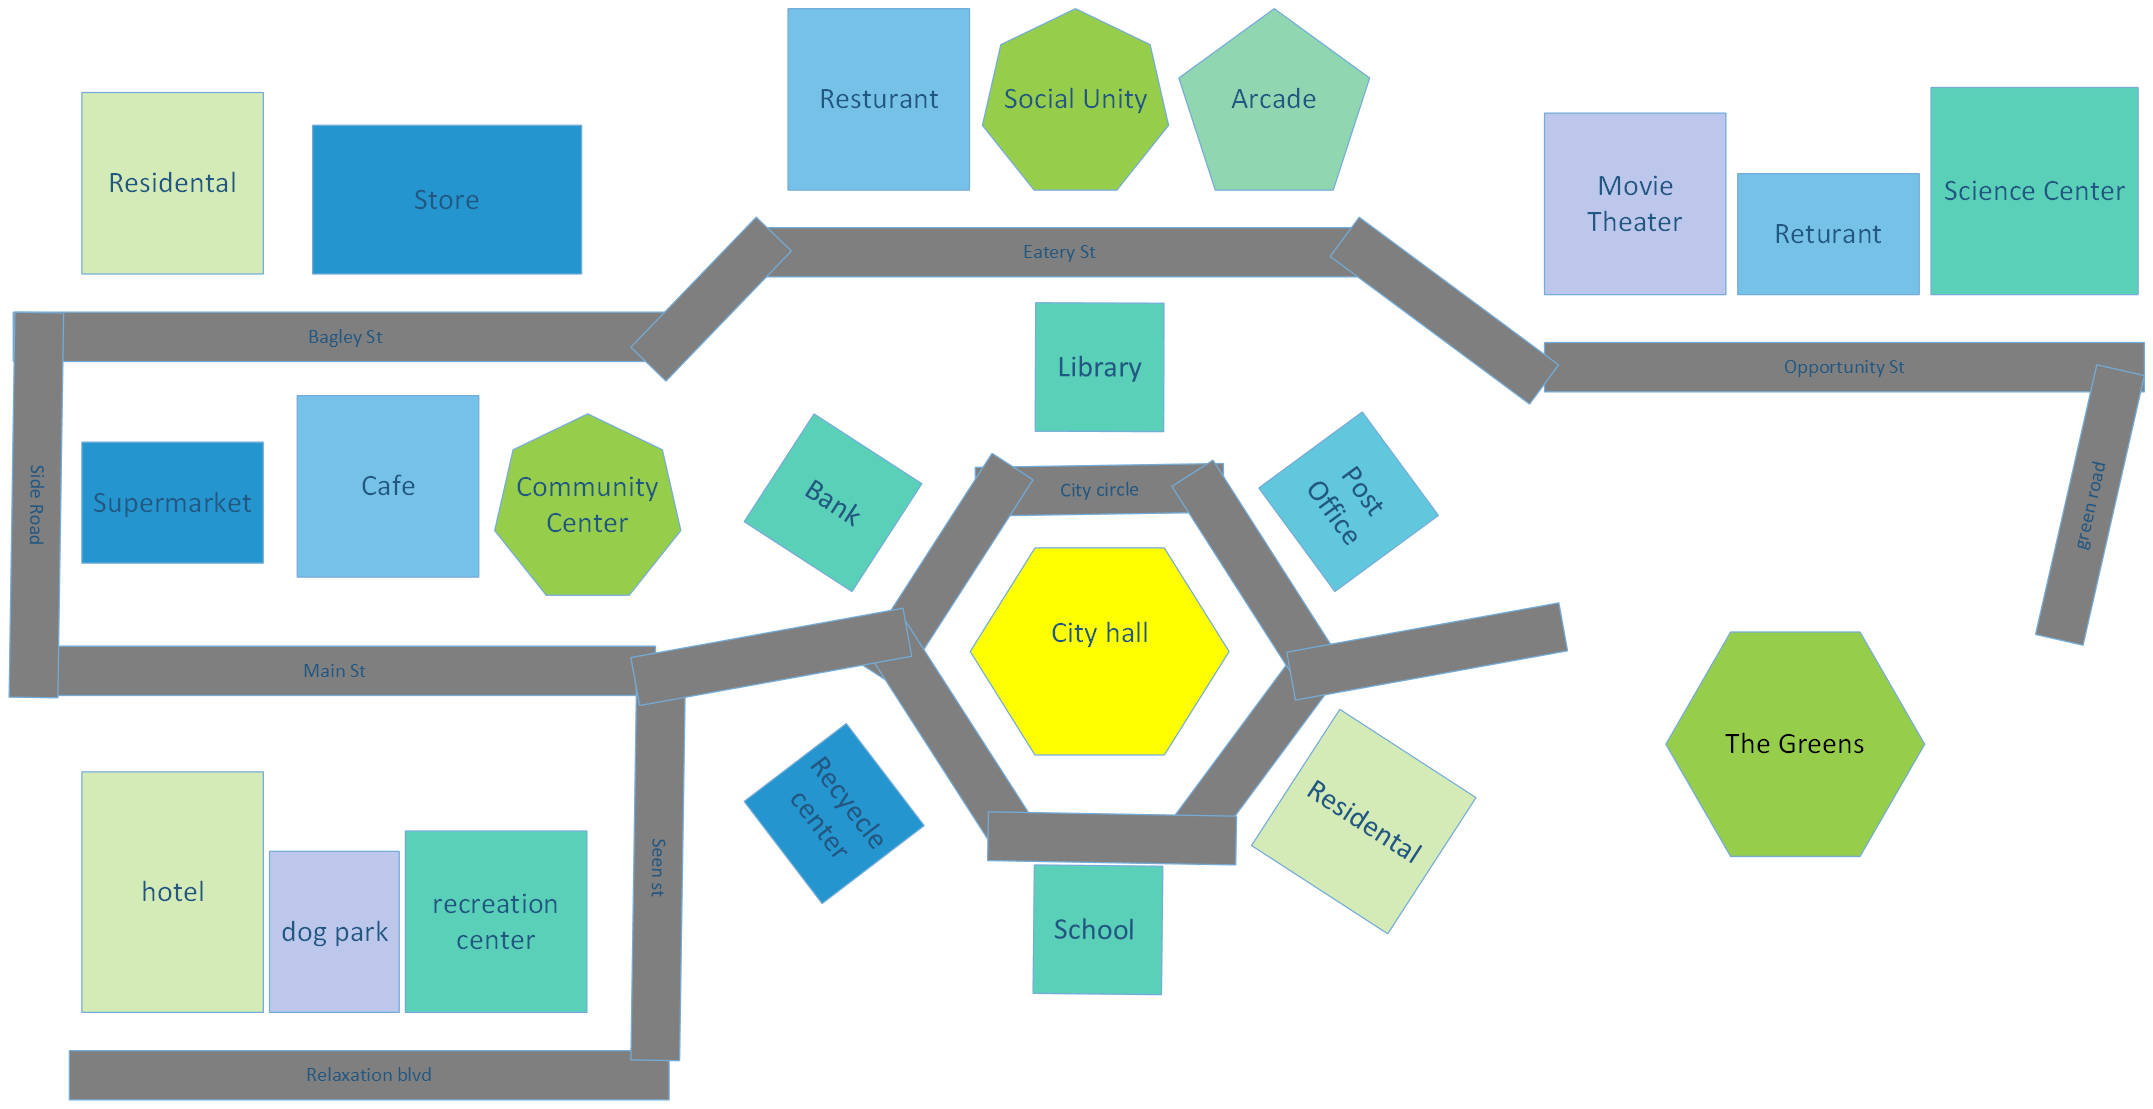 Resturant
Social Unity
Arcade
Residental
Store
Movie
Theater
Returant
Science Center
Eatery St
Bagley St
Library
Opportunity St
Side Road
Supermarket
Cafe
Community
Center
Bank
City circle
Post
Office
green road
City hall
Main St
The Greens
hotel
dog park
recreation
center
Seen st
Recyecle
center
Residental
School
Relaxation blvd